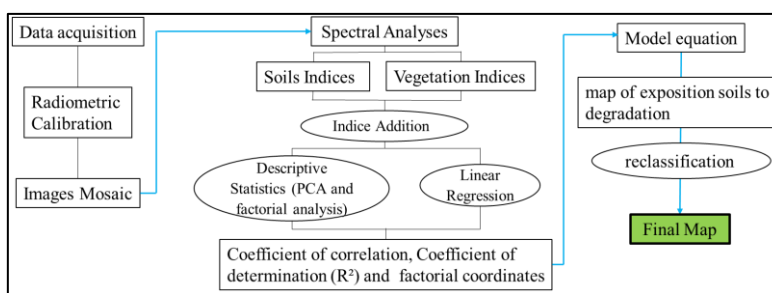 Data acquisition
Radiometric
Calibration
Images Mosaic
Spectral Analyses
Soils Indices
Vegetation Indices
Indice Addition
Descriptive
Statistics (PCA and
factorial analysis)
Linear
Regression
Coefficient of correlation, Coefficient of
determination (R²) and factorial coordinates
Model equation
map of exposition soils to
degradation
reclassification
Final Map